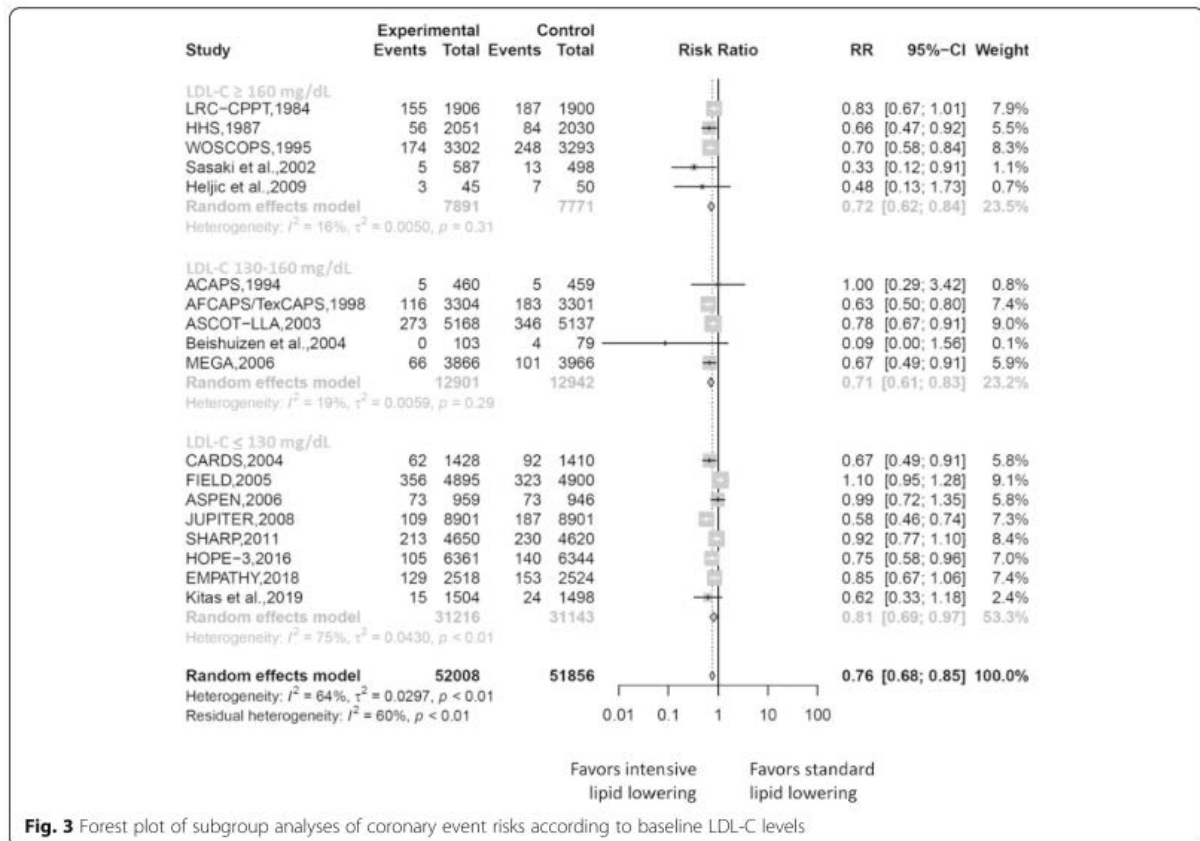 Experimental Control
Study Events Total Events Total Risk Ratio RR 95%−CI Weight
LDL-C ≥ 160 mg/dL
LRC−CPPT,1984 155 1906 187 1900 0.83 [0.67; 1.01] 7.9%
HHS,1987 56 2051 84 2030 0.66 [0.47; 0.92] 5.5%
WOSCOPS,1995 174 3302 248 3293 0.70 [0.58; 0.84] 8.3%
Sasaki et al.,2002 5 587 13 498 0.33 [0.12; 0.91] 1.1%
Heljic et al.,2009 3 45 7 50 0.48 [0.13; 1.73] 0.7%
Random effects model 7891 7771 0.72 [0.62; 0.84] 23.5%
Heterogeneity: I² = 16%, τ² = 0.0050, p = 0.31
LDL-C 130-160 mg/dL
ACAPS,1994 5 460 5 459 1.00 [0.29; 3.42] 0.8%
AFCAPS/TexCAPS,1998 116 3304 183 3301 0.63 [0.50; 0.80] 7.4%
ASCOT−LLA,2003 273 5168 346 5137 0.78 [0.67; 0.91] 9.0%
Beishuizen et al.,2004 0 103 4 79 0.09 [0.00; 1.56] 0.1%
MEGA,2006 66 3866 101 3966 0.67 [0.49; 0.91] 5.9%
Random effects model 12901 12942 0.71 [0.61; 0.83] 23.2%
Heterogeneity: I² = 19%, τ² = 0.0059, p = 0.29
LDL-C ≤ 130 mg/dL
CARDS,2004 62 1428 92 1410 0.67 [0.49; 0.91] 5.8%
FIELD,2005 356 4895 323 4900 1.10 [0.95; 1.28] 9.1%
ASPEN,2006 73 959 73 946 0.99 [0.72; 1.35] 5.8%
JUPITER,2008 109 8901 187 8901 0.58 [0.46; 0.74] 7.3%
SHARP,2011 213 4650 230 4620 0.92 [0.77; 1.10] 8.4%
HOPE−3,2016 105 6361 140 6344 0.75 [0.58; 0.96] 7.0%
EMPATHY,2018 129 2518 153 2524 0.85 [0.67; 1.06] 7.4%
Kitas et al.,2019 15 1504 24 1498 0.62 [0.33; 1.18] 2.4%
Random effects model 31216 31143 0.81 [0.69; 0.97] 53.3%
Heterogeneity: I² = 75%, τ² = 0.0430, p < 0.01
Random effects model 52008 51856 0.76 [0.68; 0.85] 100.0%
Heterogeneity: I² = 64%, τ² = 0.0297, p < 0.01
Residual heterogeneity: I² = 60%, p < 0.01
0.01 0.1 1 10 100
Favors intensive Favors standard
lipid lowering lipid lowering
Fig. 3 Forest plot of subgroup analyses of coronary event risks according to baseline LDL-C levels